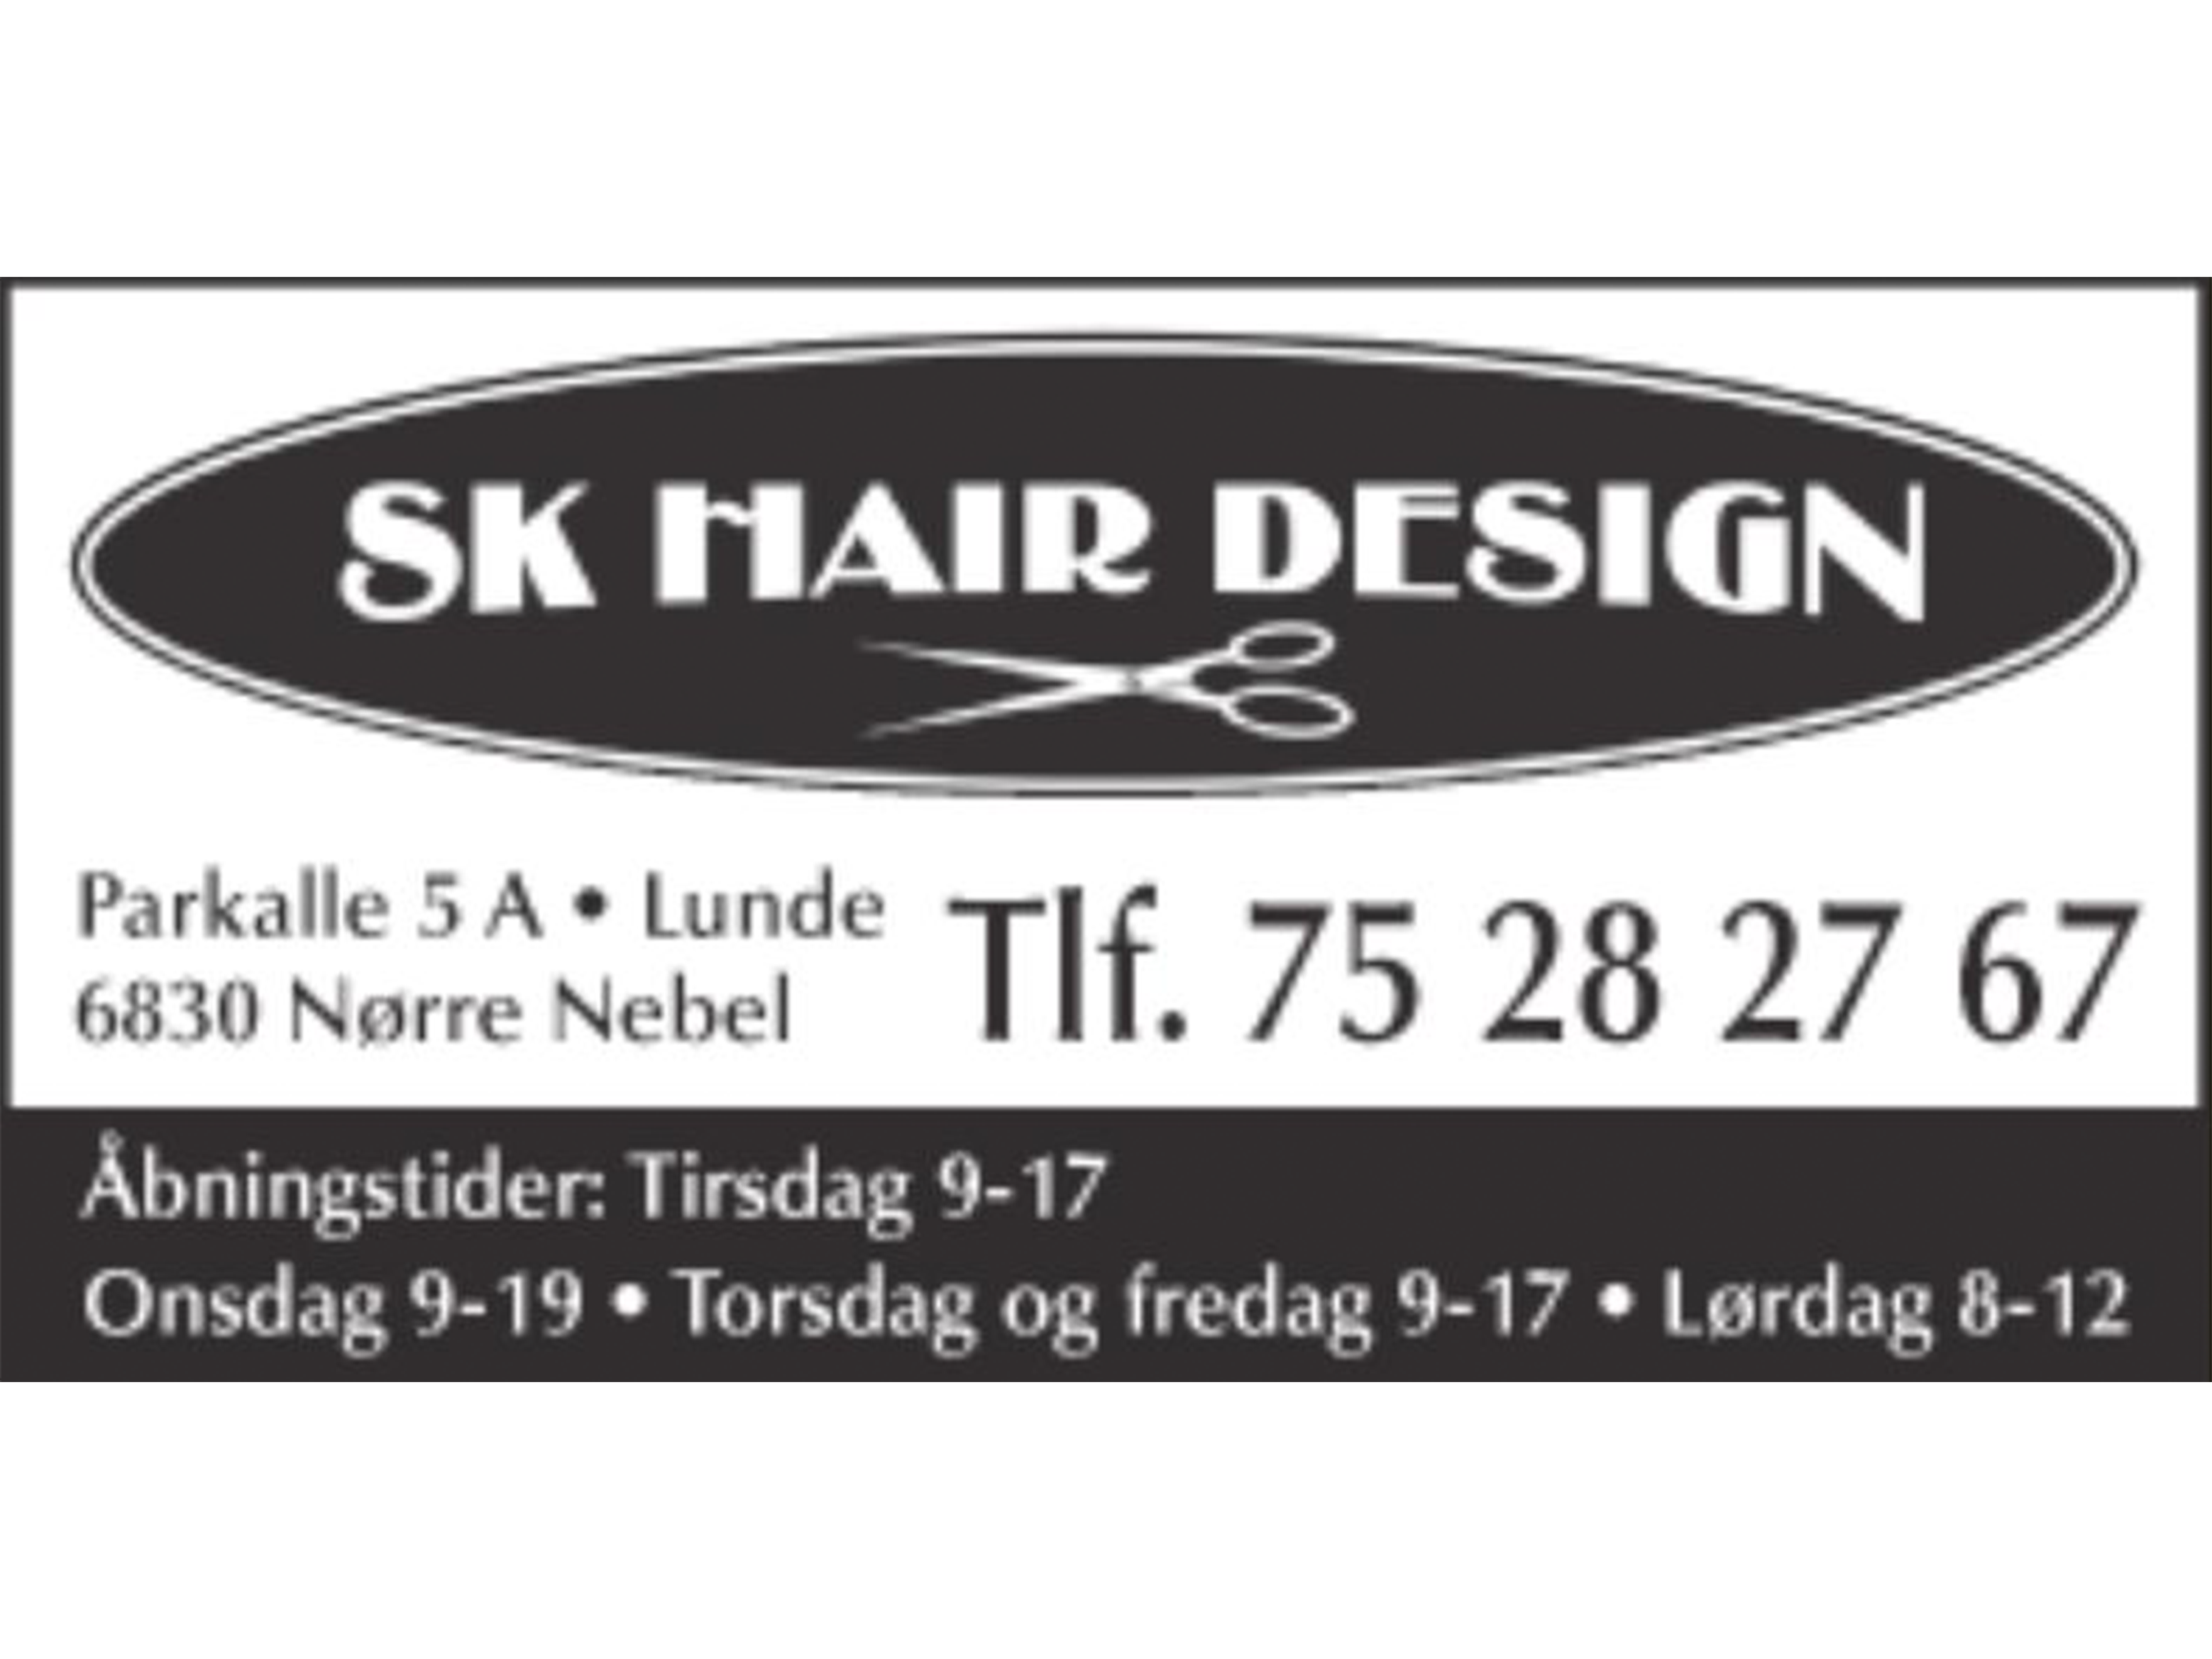 SK HAIR DESIGN
Parkalle 5 A • Lunde
6830 Nørre Nebel
Tlf. 75 28 27 67
Åbningstider: Tirsdag 9-17
Onsdag 9-19 • Torsdag og fredag 9-17 • Lørdag 8-12